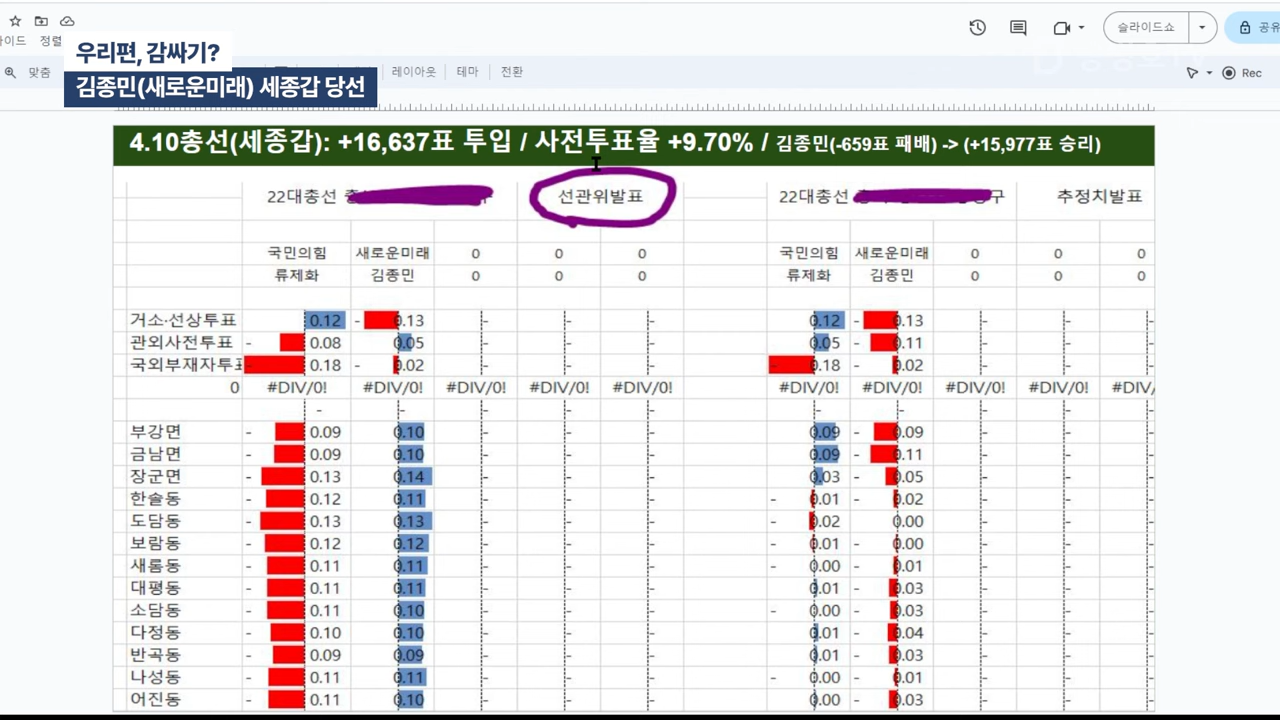 우리편, 감싸기?
김종민(새로운미래) 세종갑 당선
정렬
맞춤
레이아웃 테마 전환
슬라이드쇼
공유
Rec
4.10총선(세종갑): +16,637표 투입 / 사전투표율 +9.70% / 김종민(-659표 패배) -> (+15,977표 승리)
22대총선 선관위발표 22대총선 구 추정치발표
국민의힘 새로운미래 0 0 0 국민의힘 새로운미래 0 0 0
류제화 김종민 0 0 0 류제화 김종민 0 0 0
거소·선상투표 0.12 - 0.13 - - - 0.12 - 0.13 - - -
관외사전투표 - 0.08 0.05 - - - 0.05 - 0.11 - - -
국외부재자투표 - 0.18 - 0.02 - - - 0.18 - 0.02 - - -
0 #DIV/0! #DIV/0! #DIV/0! #DIV/0! #DIV/0! #DIV/0! #DIV/0! #DIV/0! #DIV/0! #DIV/
- - - - - - - - - -
부강면 - 0.09 0.10 - - - 0.09 - 0.09 - - -
금남면 - 0.09 0.10 - - - 0.09 - 0.11 - - -
장군면 - 0.13 0.14 - - - 0.03 - 0.05 - - -
한솔동 - 0.12 0.11 - - - - 0.01 - 0.02 - - -
도담동 - 0.13 0.13 - - - - 0.02 0.00 - - -
보람동 - 0.12 0.12 - - - - 0.01 - 0.00 - - -
새롬동 - 0.11 0.11 - - - - 0.00 - 0.01 - - -
대평동 - 0.11 0.11 - - - 0.01 - 0.03 - - -
소담동 - 0.11 0.10 - - - - 0.00 - 0.03 - - -
다정동 - 0.10 0.10 - - - 0.01 - 0.04 - - -
반곡동 - 0.09 0.09 - - - 0.01 - 0.03 - - -
나성동 - 0.11 0.11 - - - - 0.00 - 0.01 - - -
어진동 - 0.11 0.10 - - - 0.00 - 0.03 - - -